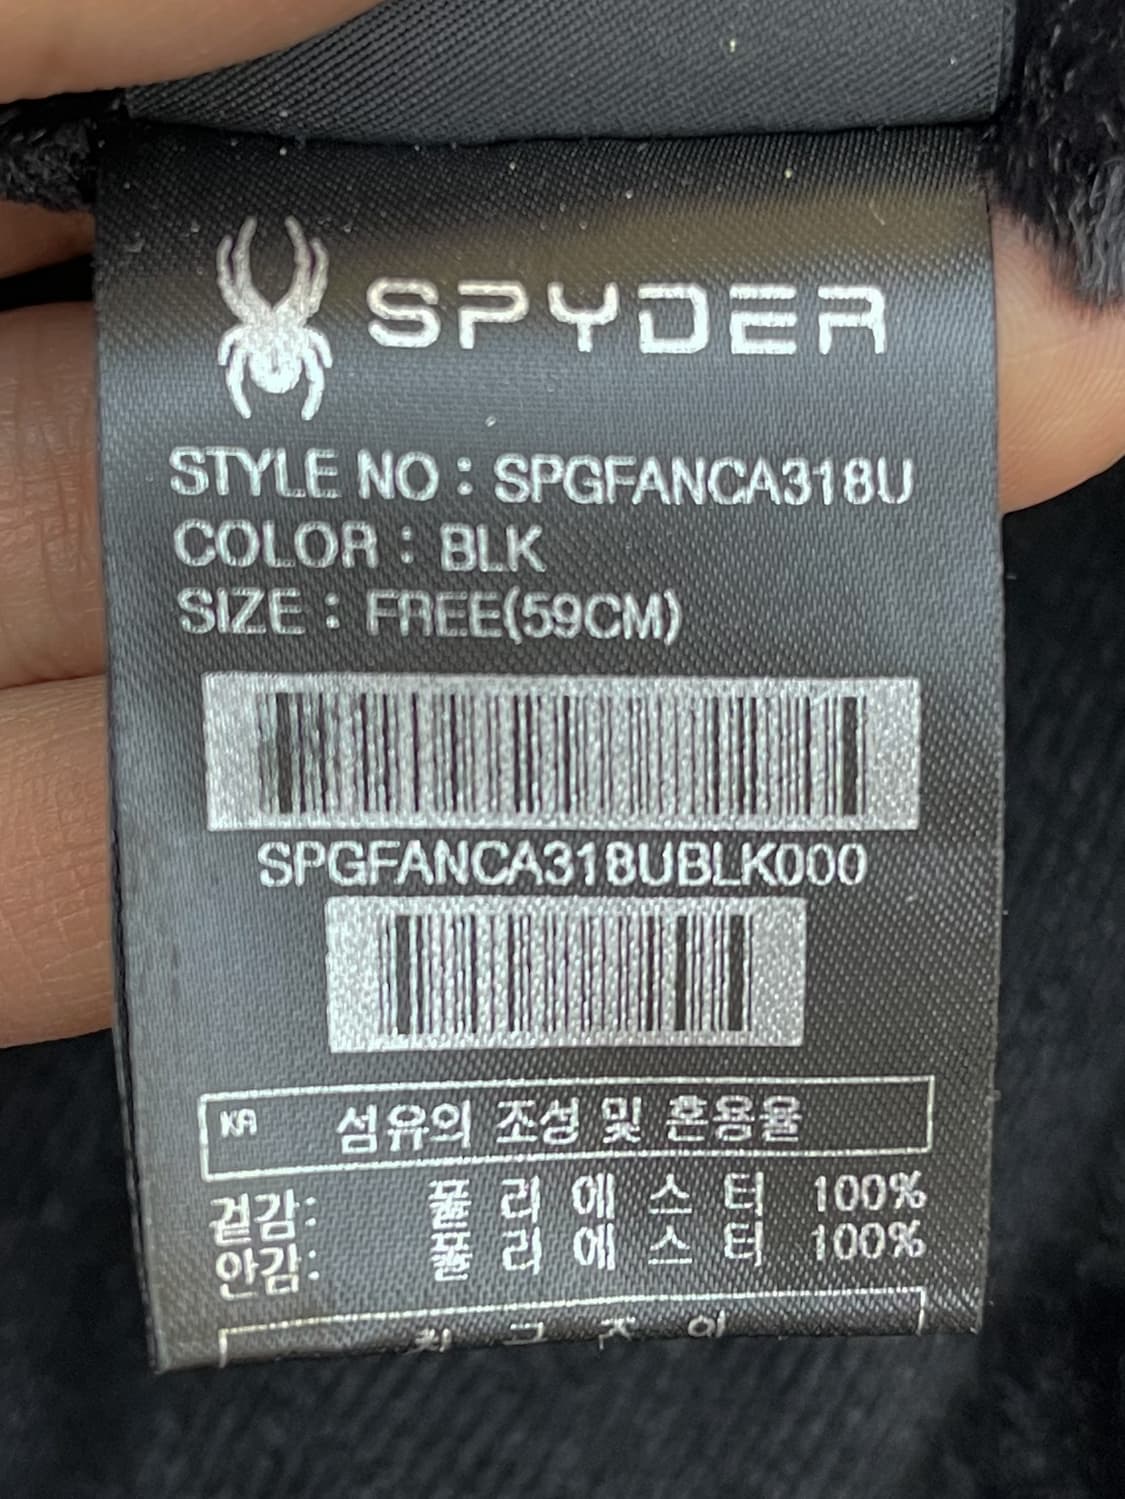 SPYDER
STYLE NO : SPGFANCA318U
COLOR : BLK
SIZE : FREE(59CM)
SPGFANCA318UBLK000
KR 섬유의 조성 및 혼용율
겉감: 폴 리 에 스 터 100%
안감: 폴 리 에 스 터 100%